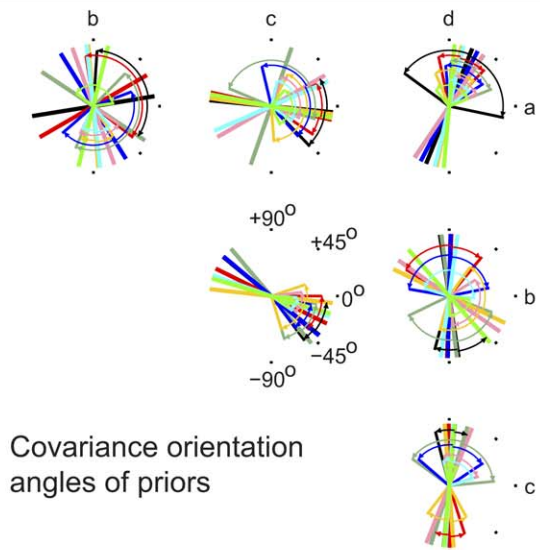 b c d
a
+90°
+45°
0°
b
−45°
−90°
Covariance orientation
angles of priors
c